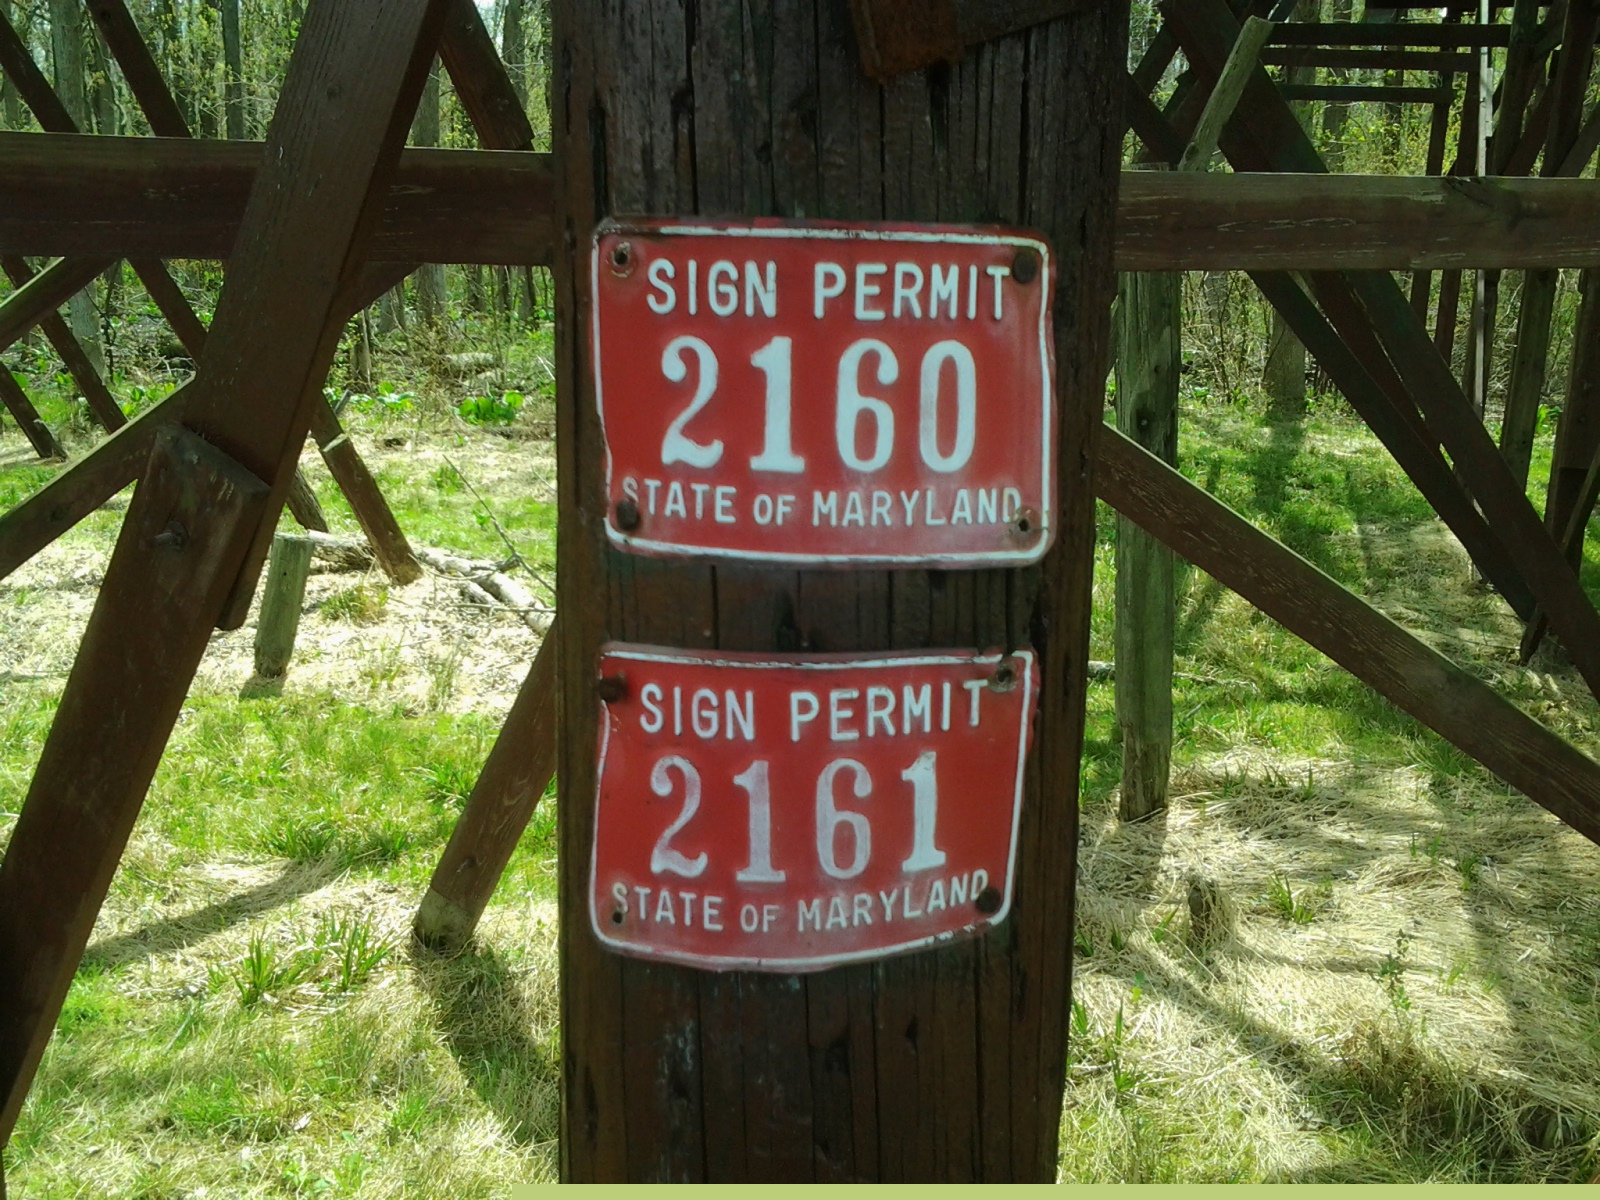 SIGN PERMIT
2160
STATE OF MARYLAND
SIGN PERMIT
2161
STATE OF MARYLAND